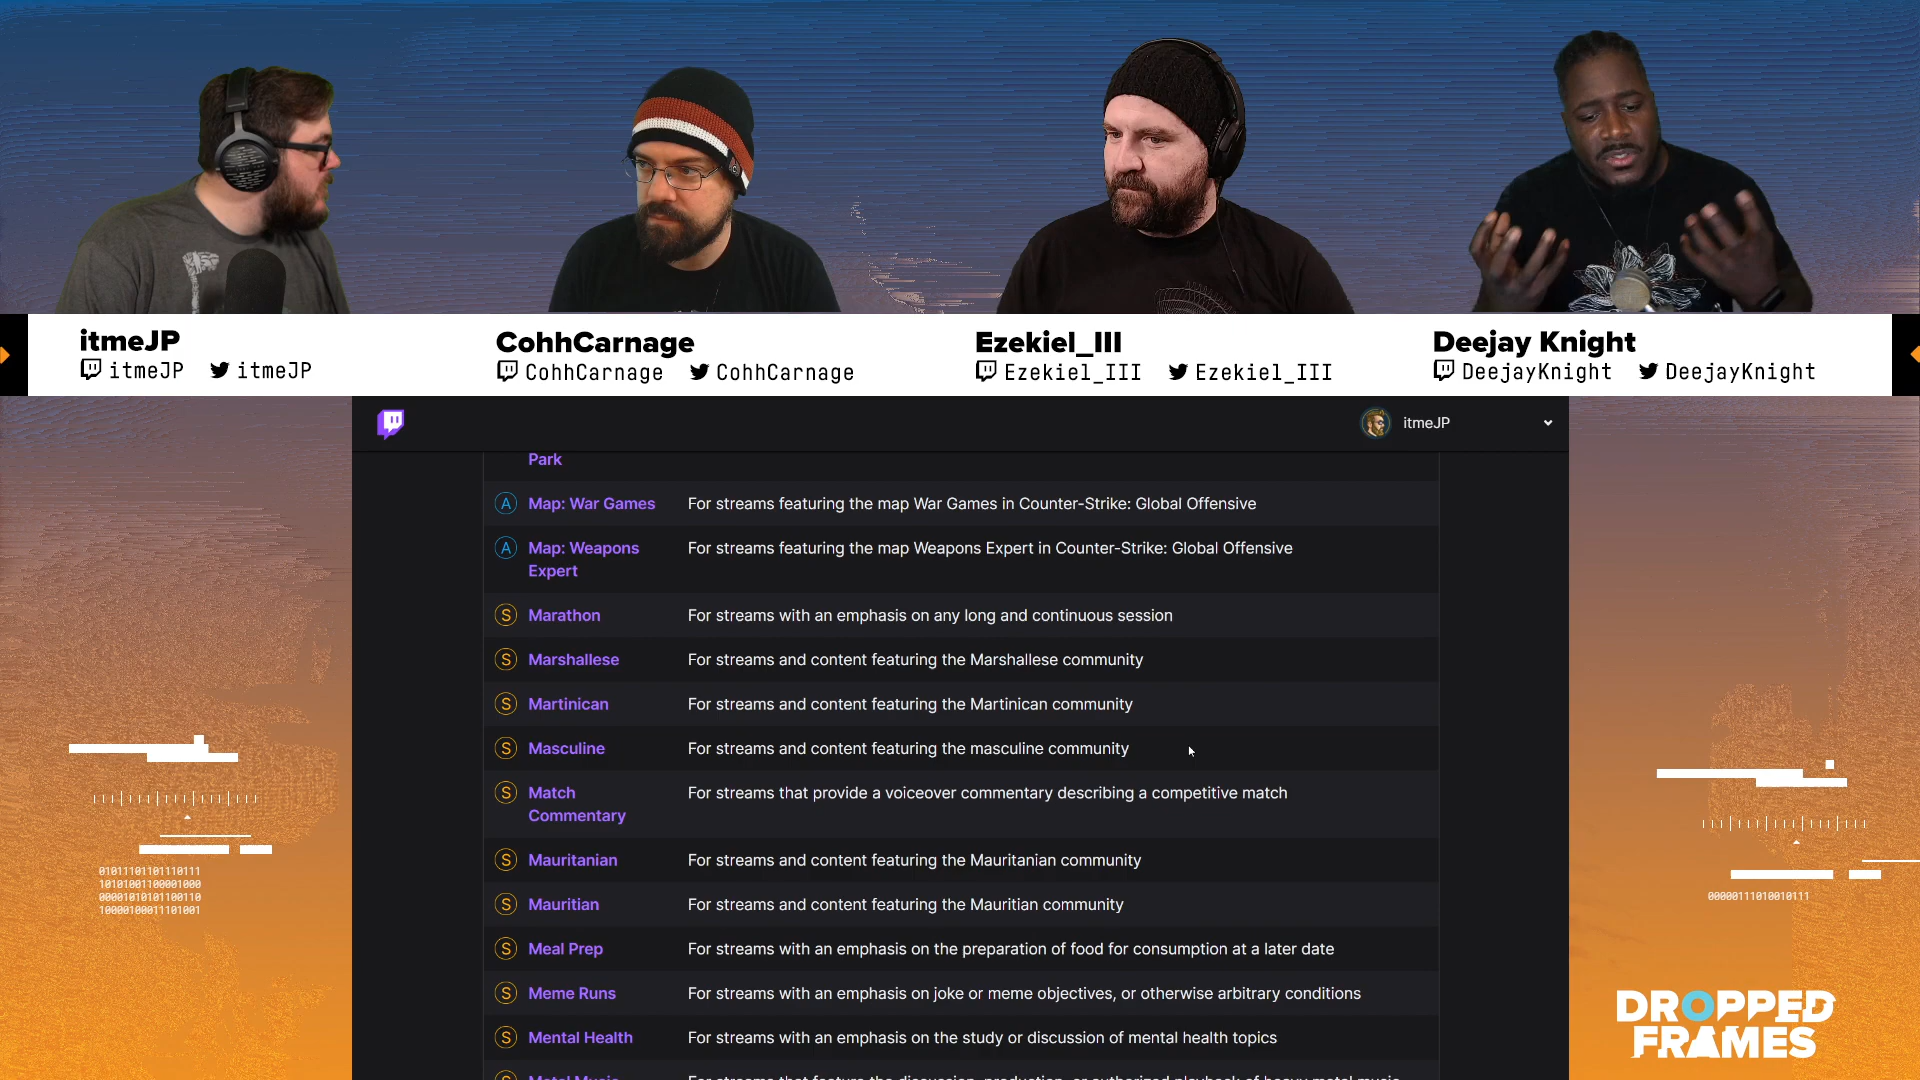 itmeJP
itmeJP itmeJP
CohhCarnage
CohhCarnage CohhCarnage
Ezekiel_III
Ezekiel_III Ezekiel_III
Deejay Knight
DeejayKnight DeejayKnight
itmeJP
Park
A Map: War Games For streams featuring the map War Games in Counter-Strike: Global Offensive
A Map: Weapons For streams featuring the map Weapons Expert in Counter-Strike: Global Offensive
Expert
S Marathon For streams with an emphasis on any long and continuous session
S Marshallese For streams and content featuring the Marshallese community
S Martinican For streams and content featuring the Martinican community
S Masculine For streams and content featuring the masculine community
S Match For streams that provide a voiceover commentary describing a competitive match
Commentary
S Mauritanian For streams and content featuring the Mauritanian community
S Mauritian For streams and content featuring the Mauritian community
S Meal Prep For streams with an emphasis on the preparation of food for consumption at a later date
S Meme Runs For streams with an emphasis on joke or meme objectives, or otherwise arbitrary conditions
S Mental Health For streams with an emphasis on the study or discussion of mental health topics
01011101101110111
10101001100001000
00001010101100110
10000100011101001
00000111010010111
DROPPED
FRAMES